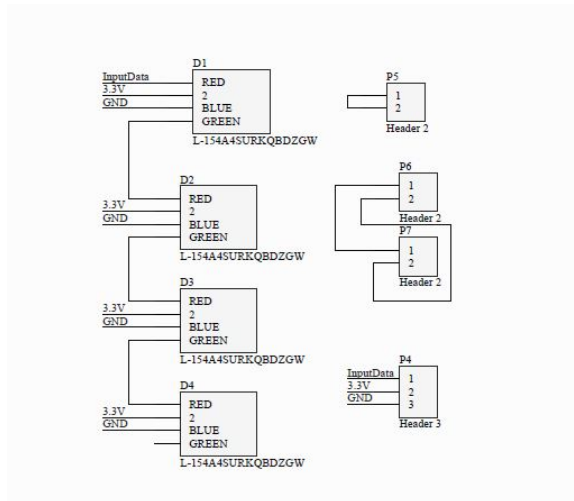 D1
InputData
3.3V
GND
RED
2
BLUE
GREEN
L-154A4SURKQBDZGW
D2
3.3V
GND
RED
2
BLUE
GREEN
L-154A4SURKQBDZGW
D3
3.3V
GND
RED
2
BLUE
GREEN
L-154A4SURKQBDZGW
D4
3.3V
GND
RED
2
BLUE
GREEN
L-154A4SURKQBDZGW
P5
1
2
Header 2
P6
1
2
Header 2
P7
1
2
Header 2
P4
InputData
3.3V
GND
1
2
3
Header 3